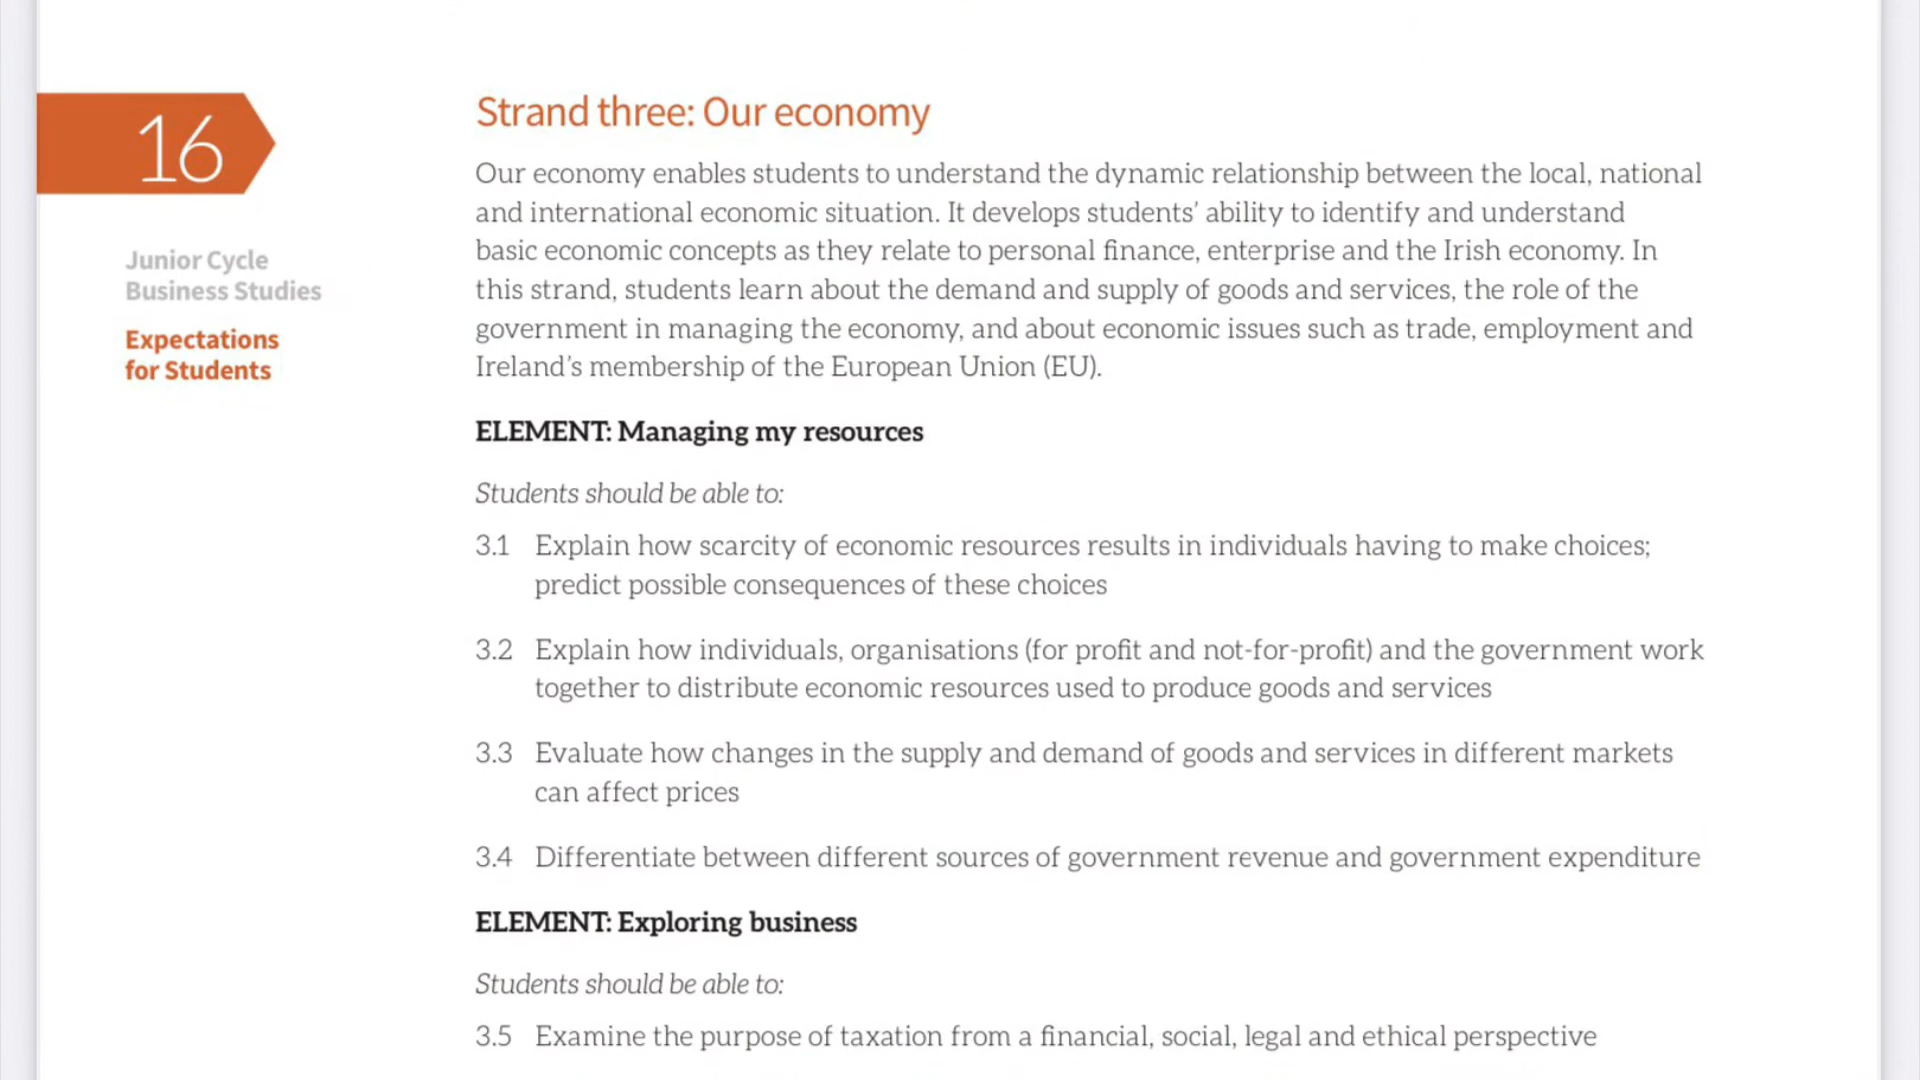 16
Junior Cycle
Business Studies
Expectations
for Students
Strand three: Our economy
Our economy enables students to understand the dynamic relationship between the local, national
and international economic situation. It develops students’ ability to identify and understand
basic economic concepts as they relate to personal finance, enterprise and the Irish economy. In
this strand, students learn about the demand and supply of goods and services, the role of the
government in managing the economy, and about economic issues such as trade, employment and
Ireland’s membership of the European Union (EU).
ELEMENT: Managing my resources
Students should be able to:
3.1 Explain how scarcity of economic resources results in individuals having to make choices;
predict possible consequences of these choices
3.2 Explain how individuals, organisations (for profit and not-for-profit) and the government work
together to distribute economic resources used to produce goods and services
3.3 Evaluate how changes in the supply and demand of goods and services in different markets
can affect prices
3.4 Differentiate between different sources of government revenue and government expenditure
ELEMENT: Exploring business
Students should be able to:
3.5 Examine the purpose of taxation from a financial, social, legal and ethical perspective